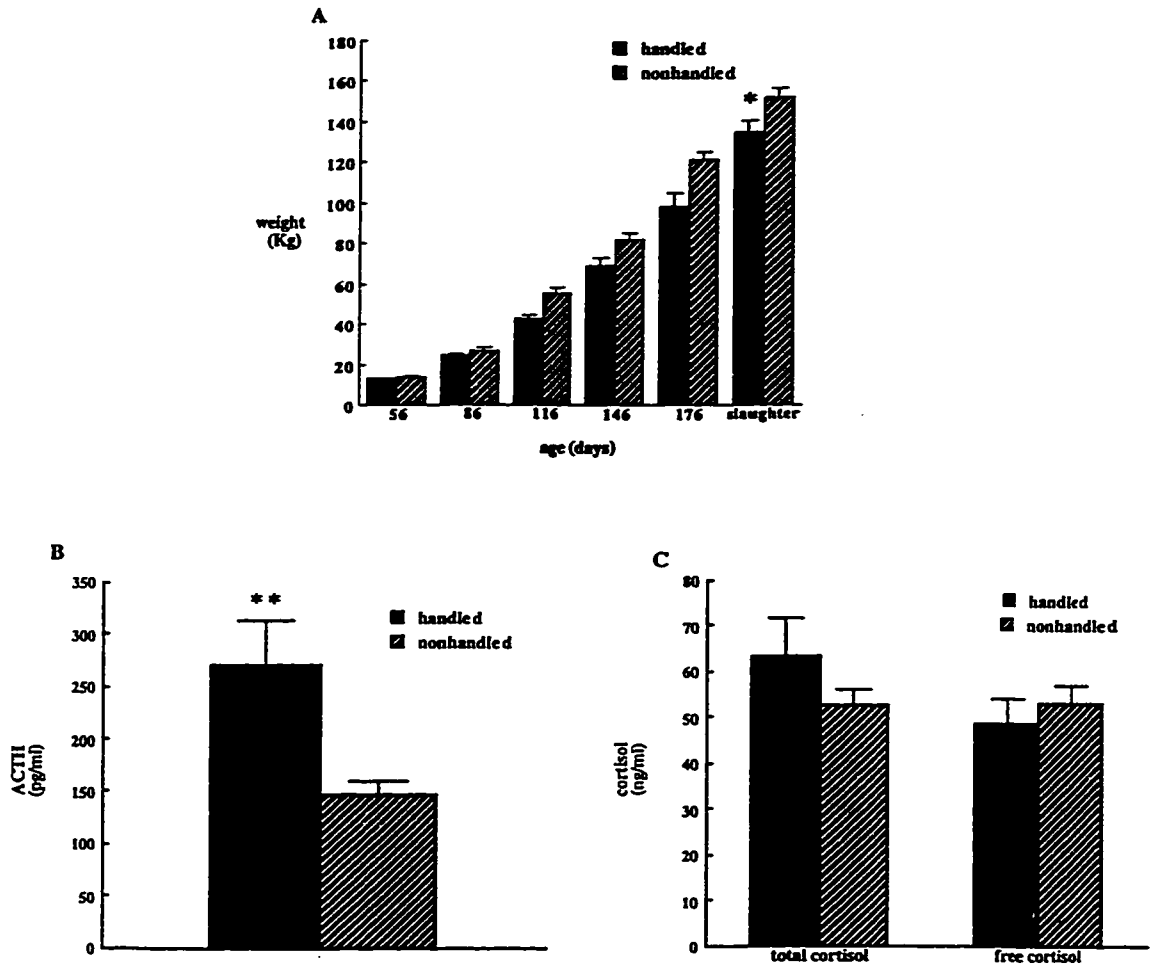 A
180
160
140
120
100
80
60
40
20
0
weight
(Kg)
handled
nonhandled
*
56 86 116 146 176 slaughter
age (days)
B
350
300
250
200
150
100
50
0
ACTH
(pg/ml)
**
handled
nonhandled
C
80
70
60
50
40
30
20
10
0
cortisol
(ng/ml)
handled
nonhandled
total cortisol free cortisol